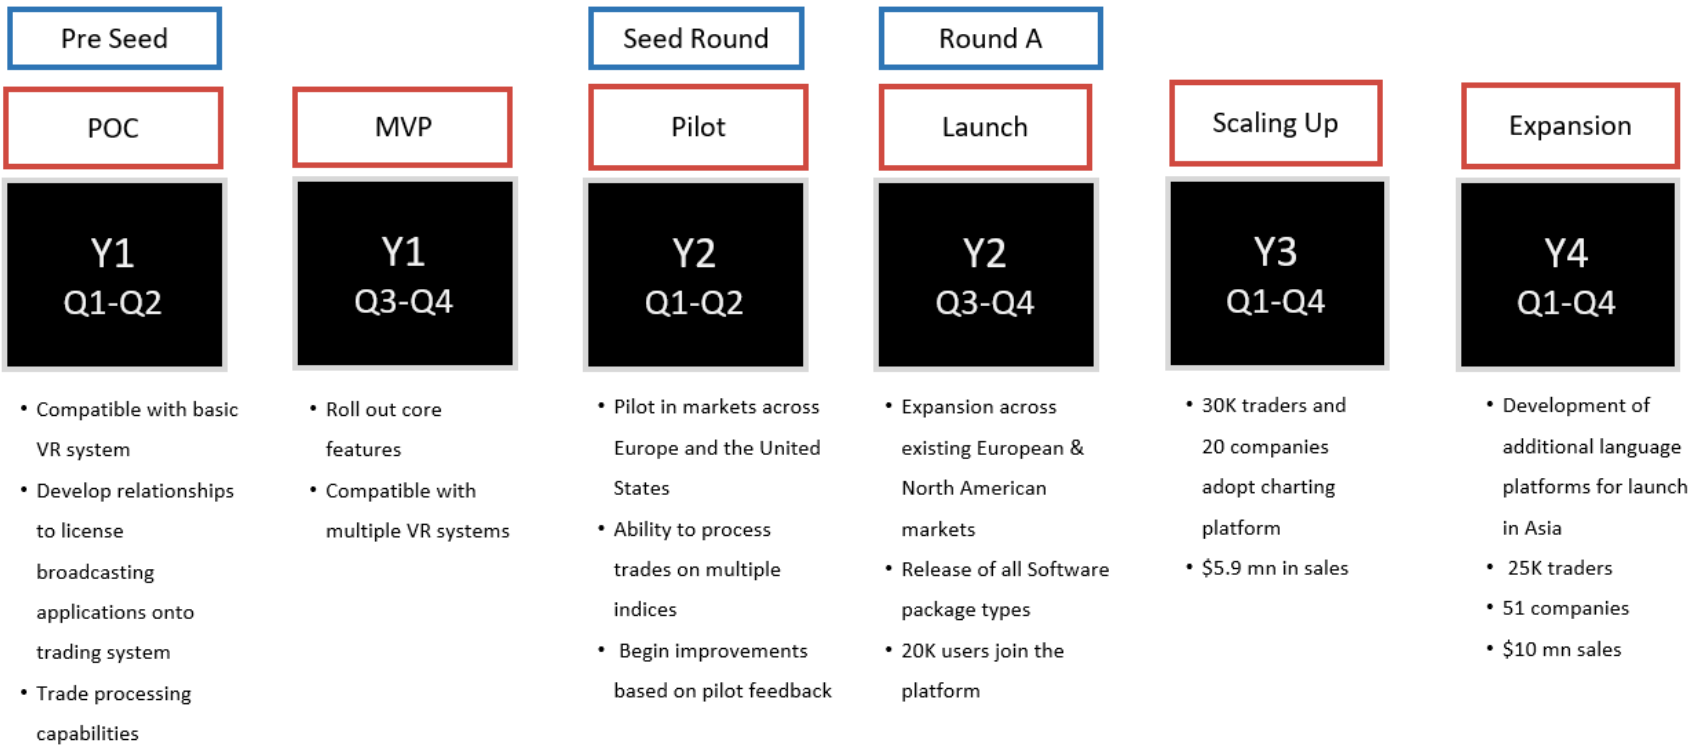 Pre Seed
Seed Round
Round A
POC
MVP
Pilot
Launch
Scaling Up
Expansion
Y1
Q1-Q2
Y1
Q3-Q4
Y2
Q1-Q2
Y2
Q3-Q4
Y3
Q1-Q4
Y4
Q1-Q4
• Compatible with basic
VR system
• Develop relationships
to license
broadcasting
applications onto
trading system
• Trade processing
capabilities
• Roll out core
features
• Compatible with
multiple VR systems
• Pilot in markets across
Europe and the United
States
• Ability to process
trades on multiple
indices
• Begin improvements
based on pilot feedback
• Expansion across
existing European &
North American
markets
• Release of all Software
package types
• 20K users join the
platform
• 30K traders and
20 companies
adopt charting
platform
• $5.9 mn in sales
• Development of
additional language
platforms for launch
in Asia
• 25K traders
• 51 companies
• $10 mn sales